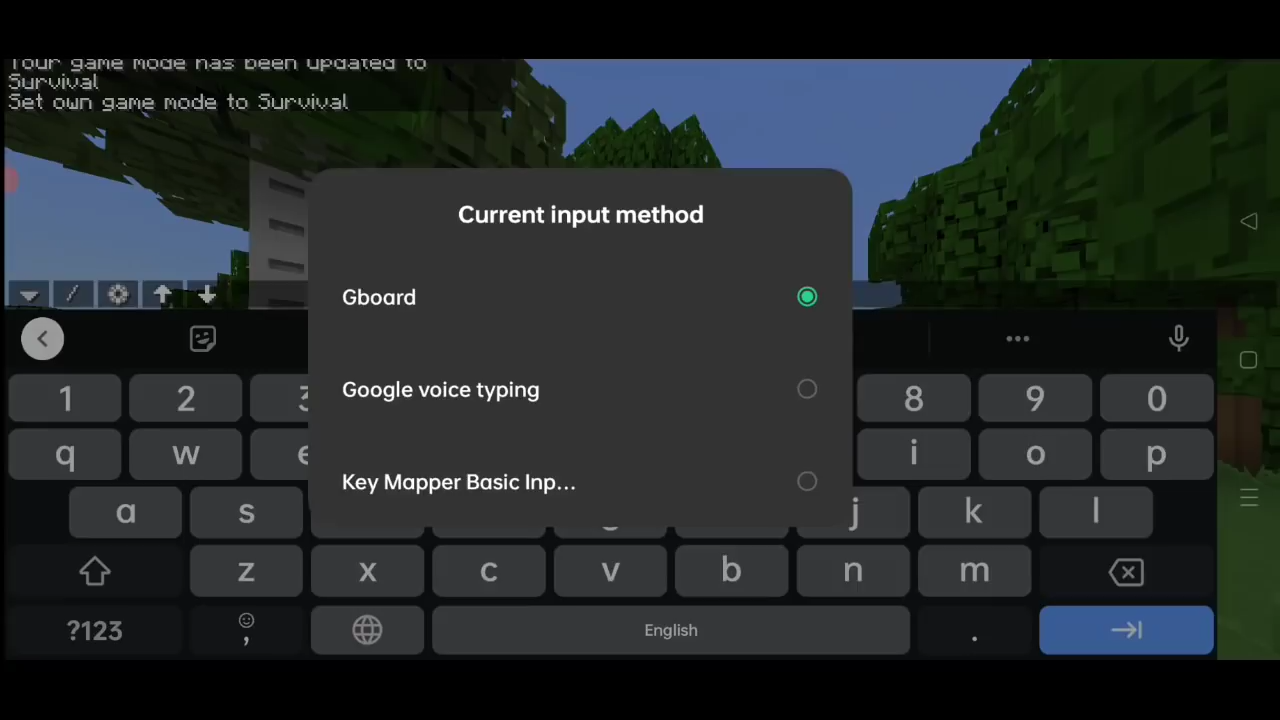 Your game mode has been updated to
Survival
Set own game mode to Survival
Current input method
Gboard
Google voice typing
Key Mapper Basic Inp...
1 2 3 8 9 0
q w e i o p
a s g j k l
z x c v b n m
?123 , English .